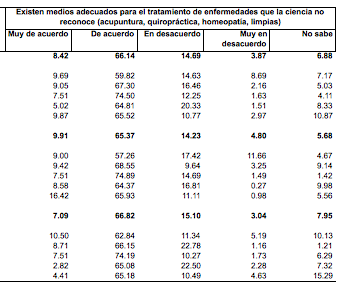 Existen medios adecuados para el tratamiento de enfermedades que la ciencia no
reconoce (acupuntura, quiropráctica, homeopatia, limpias)
Muy de acuerdo De acuerdo En desacuerdo Muy en desacuerdo No sabe
8.42 66.14 14.69 3.87 6.88
9.69 59.82 14.63 8.69 7.17
9.05 67.30 16.46 2.16 5.03
7.51 74.50 12.25 1.63 4.11
5.02 64.81 20.33 1.51 8.33
9.87 65.52 10.77 2.97 10.87
9.91 65.37 14.23 4.80 5.68
9.00 57.26 17.42 11.66 4.67
9.42 68.55 9.64 3.25 9.14
7.51 74.89 14.69 1.49 1.42
8.58 64.37 16.81 0.27 9.98
16.42 65.93 11.11 0.98 5.56
7.09 66.82 15.10 3.04 7.95
10.50 62.84 11.34 5.19 10.13
8.71 66.15 22.78 1.16 1.21
7.51 74.19 10.27 1.73 6.29
2.82 65.08 22.50 2.28 7.32
4.41 65.18 10.49 4.63 15.29